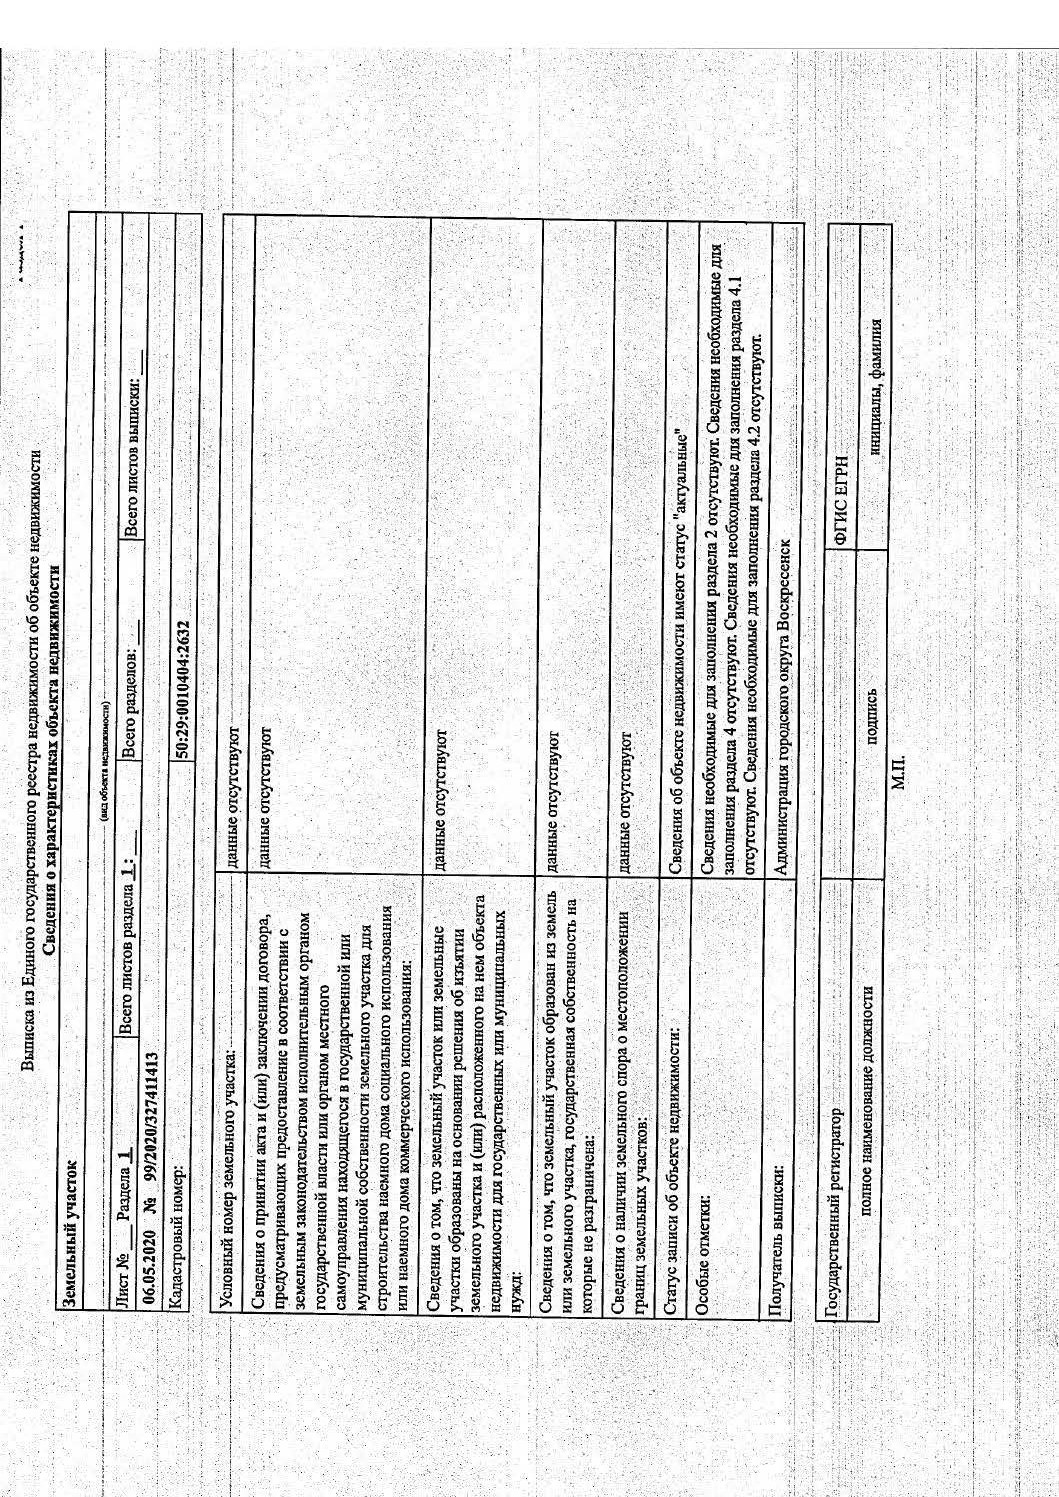 Выписка из Единого государственного реестра недвижимости об объекте недвижимости
Сведения о характеристиках объекта недвижимости
Земельный участок
(вид объекта недвижимости)
Лист № Раздела 1 Всего листов раздела 1 : ___ Всего разделов: ___ Всего листов выписки: ___
06.05.2020 № 99/2020/327411413
Кадастровый номер: 50:29:0010404:2632
Условный номер земельного участка: данные отсутствуют
Сведения о принятии акта и (или) заключении договора, данные отсутствуют
предусматривающих предоставление в соответствии с
земельным законодательством исполнительным органом
государственной власти или органом местного
самоуправления находящегося в государственной или
муниципальной собственности земельного участка для
строительства наемного дома социального использования
или наемного дома коммерческого использования:
Сведения о том, что земельный участок или земельные данные отсутствуют
участки образованы на основании решения об изъятии
земельного участка и (или) расположенного на нем объекта
недвижимости для государственных или муниципальных
нужд:
Сведения о том, что земельный участок образован из земель данные отсутствуют
или земельного участка, государственная собственность на
которые не разграничена:
Сведения о наличии земельного спора о местоположении данные отсутствуют
границ земельных участков:
Статус записи об объекте недвижимости: Сведения об объекте недвижимости имеют статус "актуальные"
Особые отметки: Сведения необходимые для заполнения раздела 2 отсутствуют. Сведения необходимые для
заполнения раздела 4 отсутствуют. Сведения необходимые для заполнения раздела 4.1
отсутствуют. Сведения необходимые для заполнения раздела 4.2 отсутствуют.
Получатель выписки: Администрация городского округа Воскресенск
Государственный регистратор ФГИС ЕГРН
полное наименование должности подпись инициалы, фамилия
М.П.